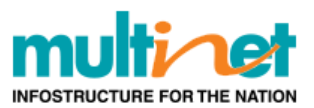 multinet
INFOSTRUCTURE FOR THE NATION